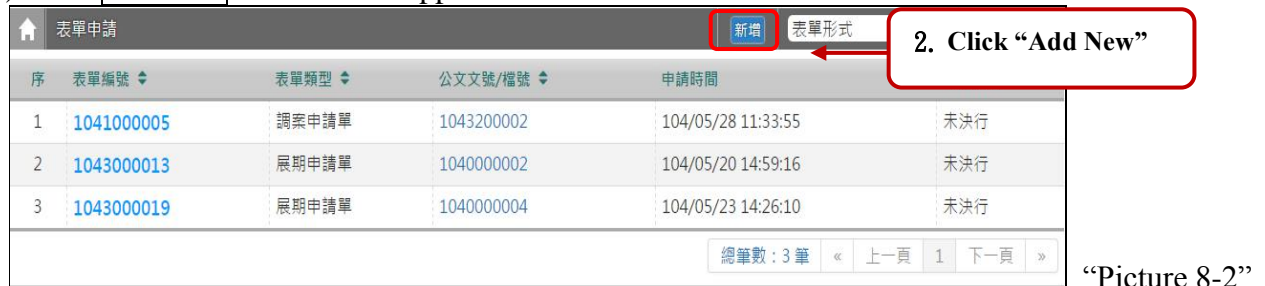 表單申請 新增 表單形式
2. Click “Add New”
序 表單編號 表單類型 公文文號/檔號 申請時間
1 1041000005 調案申請單 1043200002 104/05/28 11:33:55 未決行
2 1043000013 展期申請單 1040000002 104/05/20 14:59:16 未決行
3 1043000019 展期申請單 1040000004 104/05/23 14:26:10 未決行
總筆數：3 筆 « 上一頁 1 下一頁 »
“Picture 8-2”